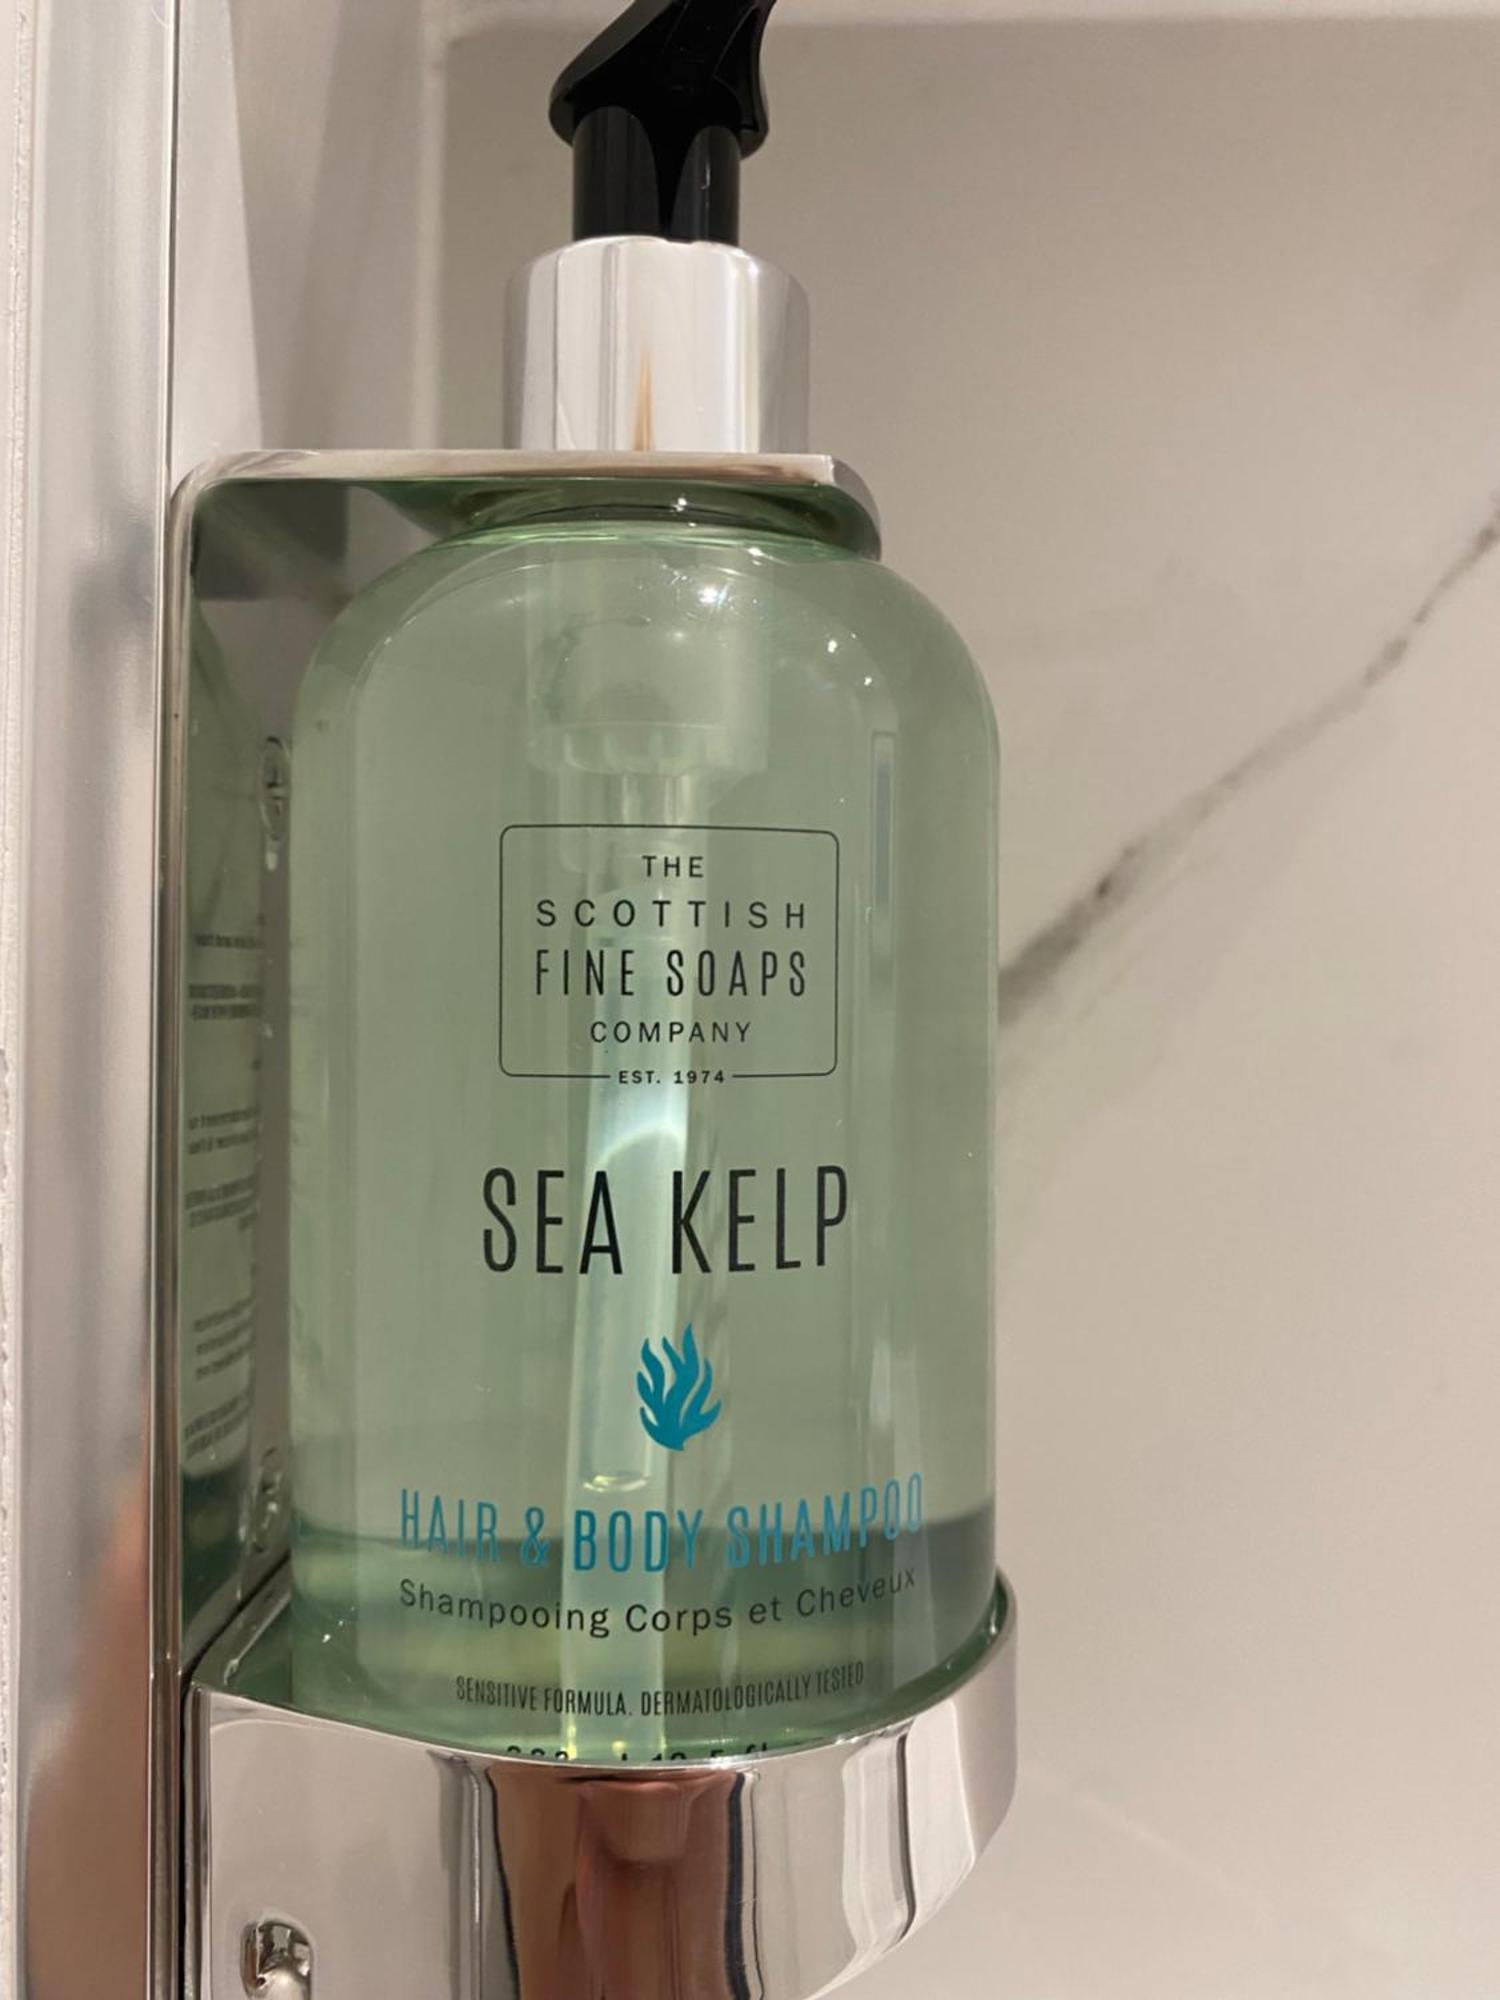 THE
SCOTTISH
FINE SOAPS
COMPANY
EST. 1974
SEA KELP
HAIR & BODY SHAMPOO
Shampooing Corps et Cheveux
SENSITIVE FORMULA. DERMATOLOGICALLY TESTED